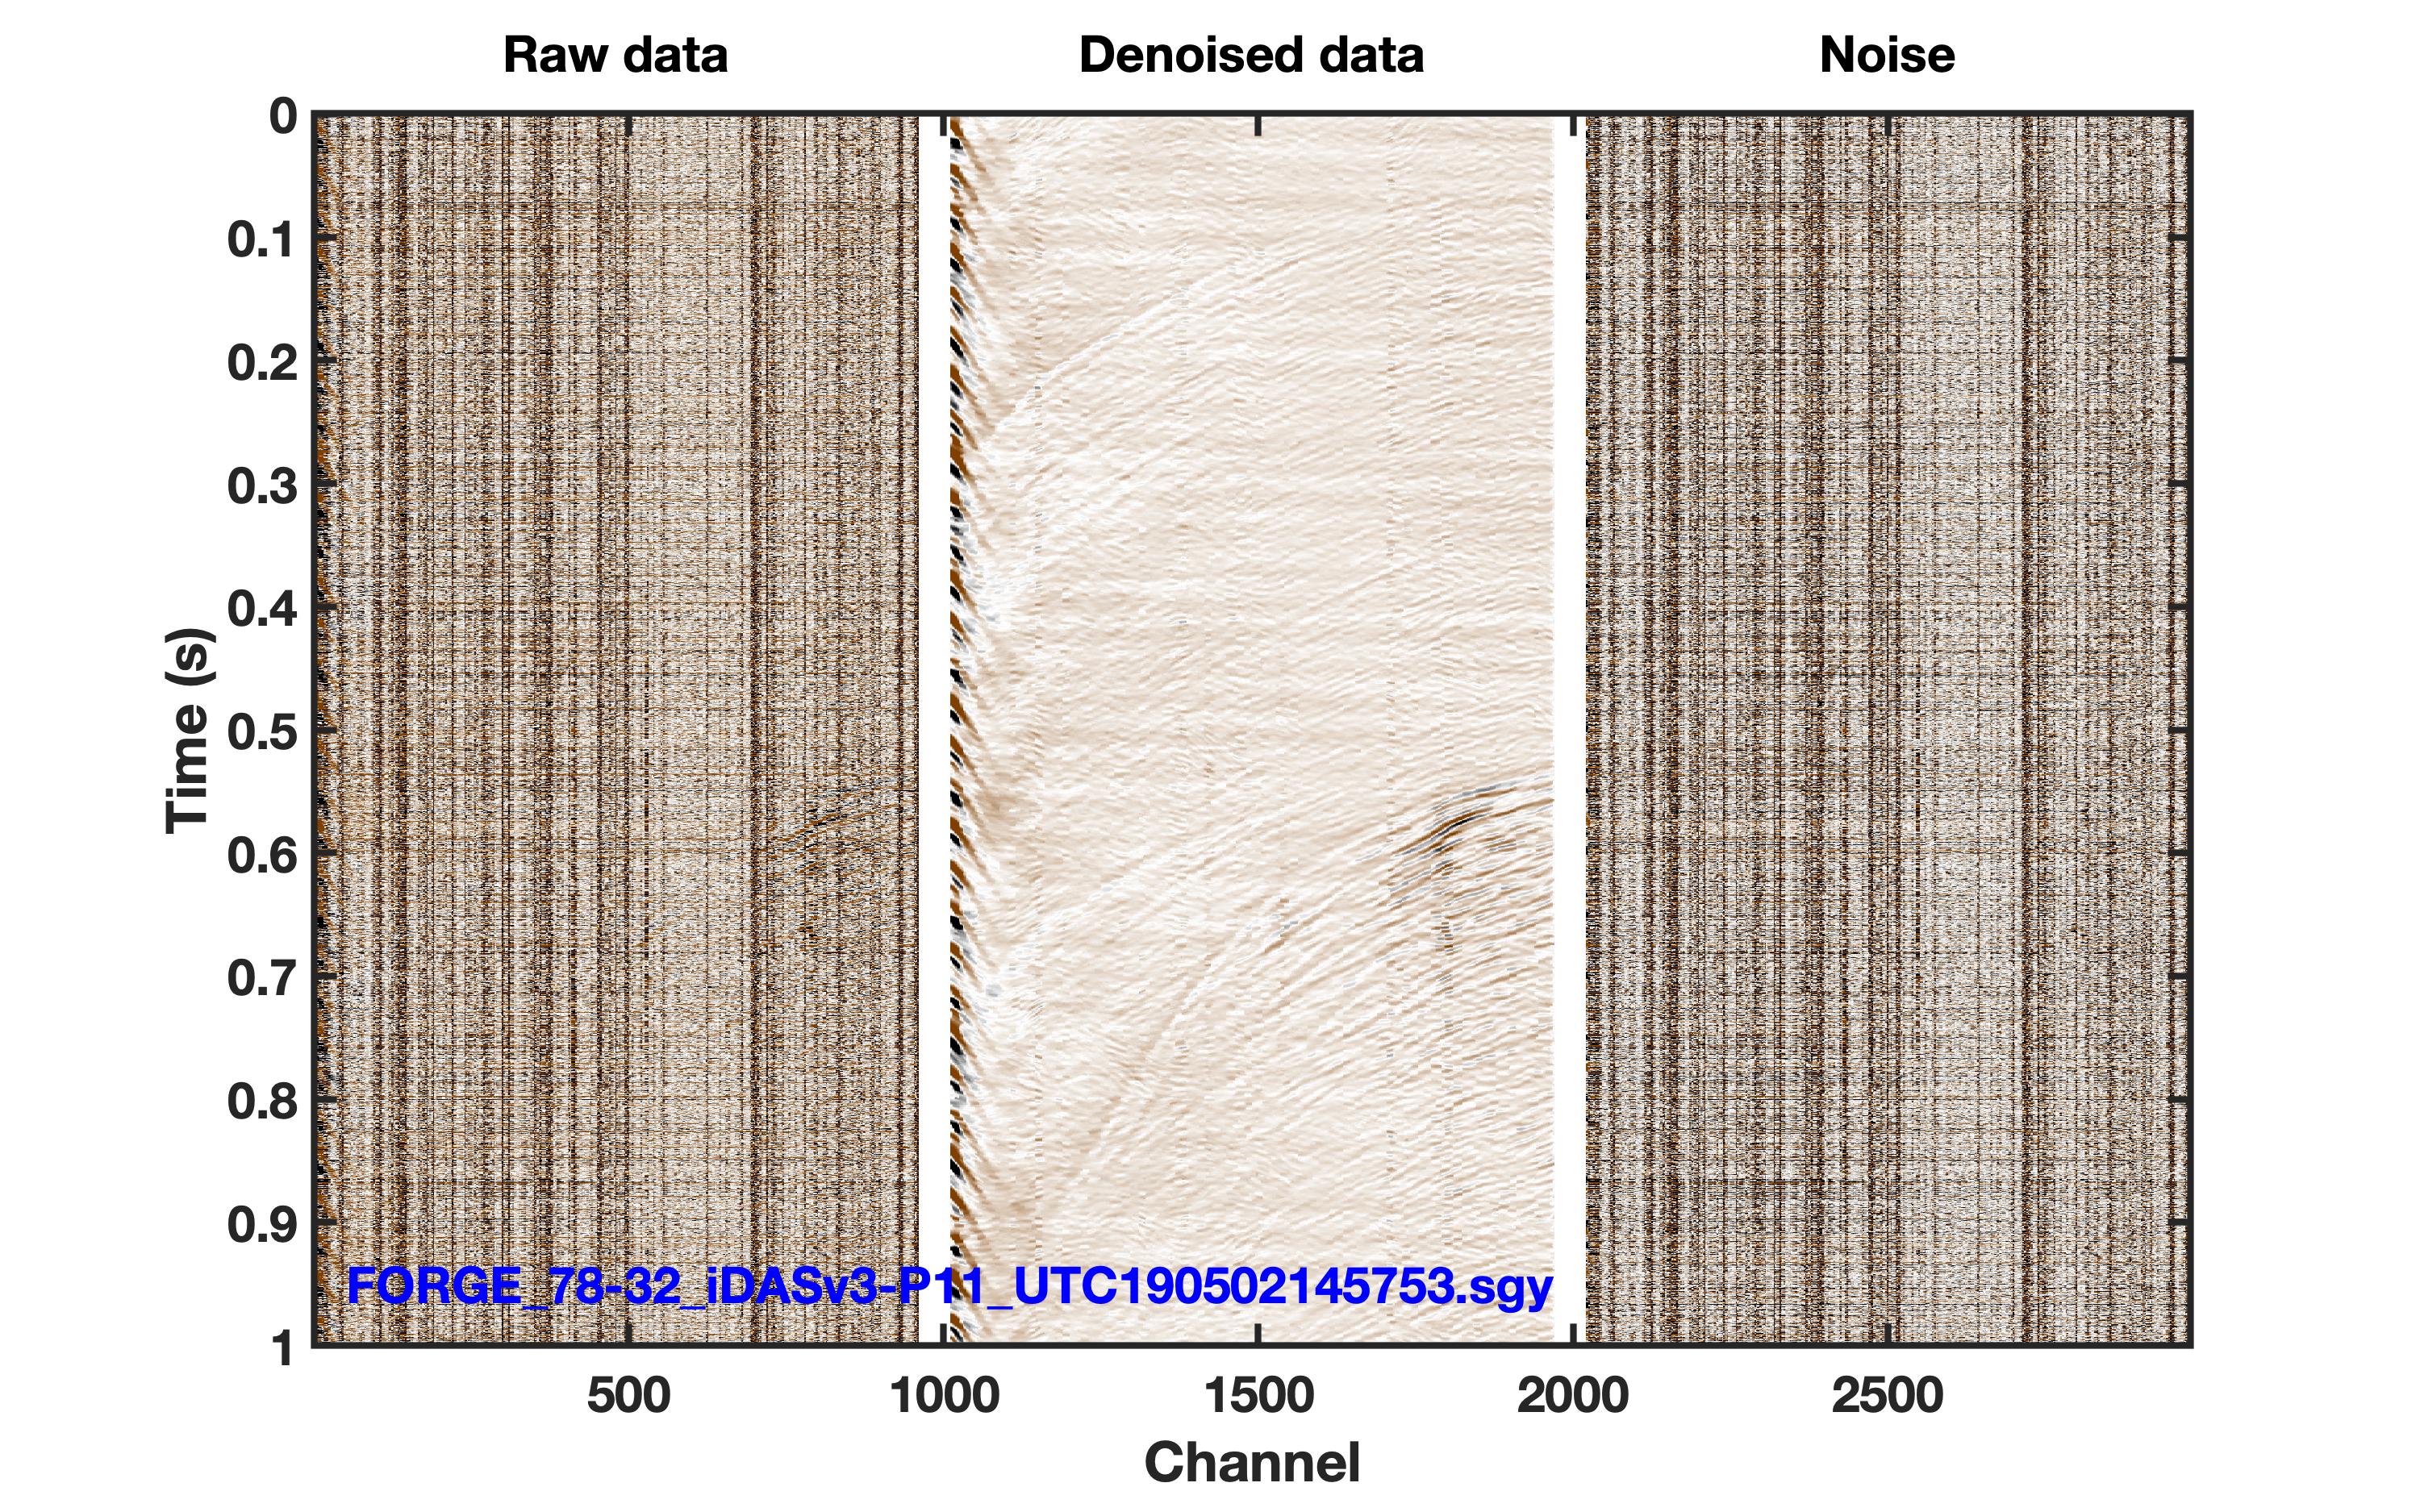 Raw data Denoised data Noise
0
0.1
0.2
0.3
0.4
0.5
0.6
0.7
0.8
0.9
1
Time (s)
FORGE_78-32_iDASv3-P11_UTC190502145753.sgy
500 1000 1500 2000 2500
Channel